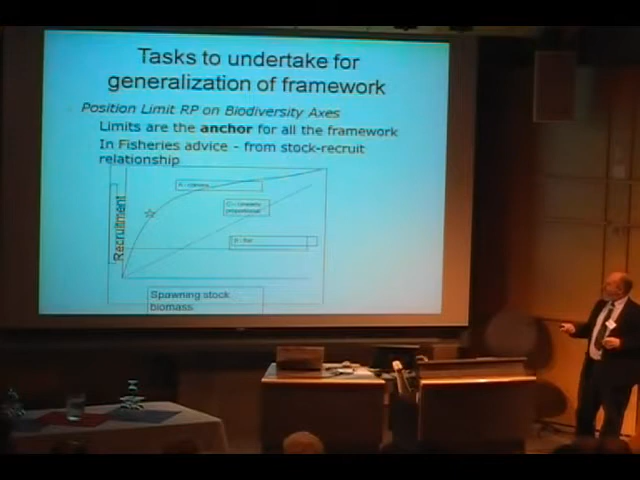 Tasks to undertake for
generalization of framework
Position Limit RP on Biodiversity Axes
Limits are the anchor for all the framework
In Fisheries advice - from stock-recruit
relationship
Recruitment
Spawning stock
biomass